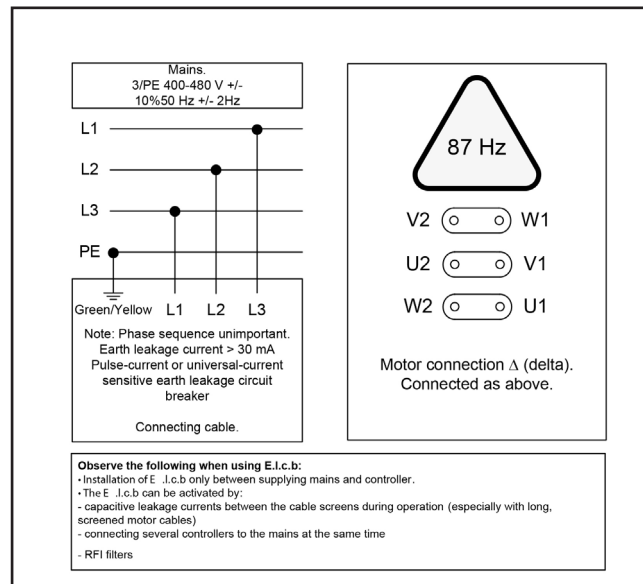 Mains.
3/PE 400-480 V +/-
10%50 Hz +/- 2Hz
L1
L2
L3
PE
Green/Yellow L1 L2 L3
Note: Phase sequence unimportant.
Earth leakage current > 30 mA
Pulse-current or universal-current
sensitive earth leakage circuit
breaker
Connecting cable.
87 Hz
V2 W1
U2 V1
W2 U1
Motor connection Δ (delta).
Connected as above.
Observe the following when using E.l.c.b:
• Installation of E .l.c.b only between supplying mains and controller.
• The E .l.c.b can be activated by:
- capacitive leakage currents between the cable screens during operation (especially with long,
screened motor cables)
- connecting several controllers to the mains at the same time
- RFI filters